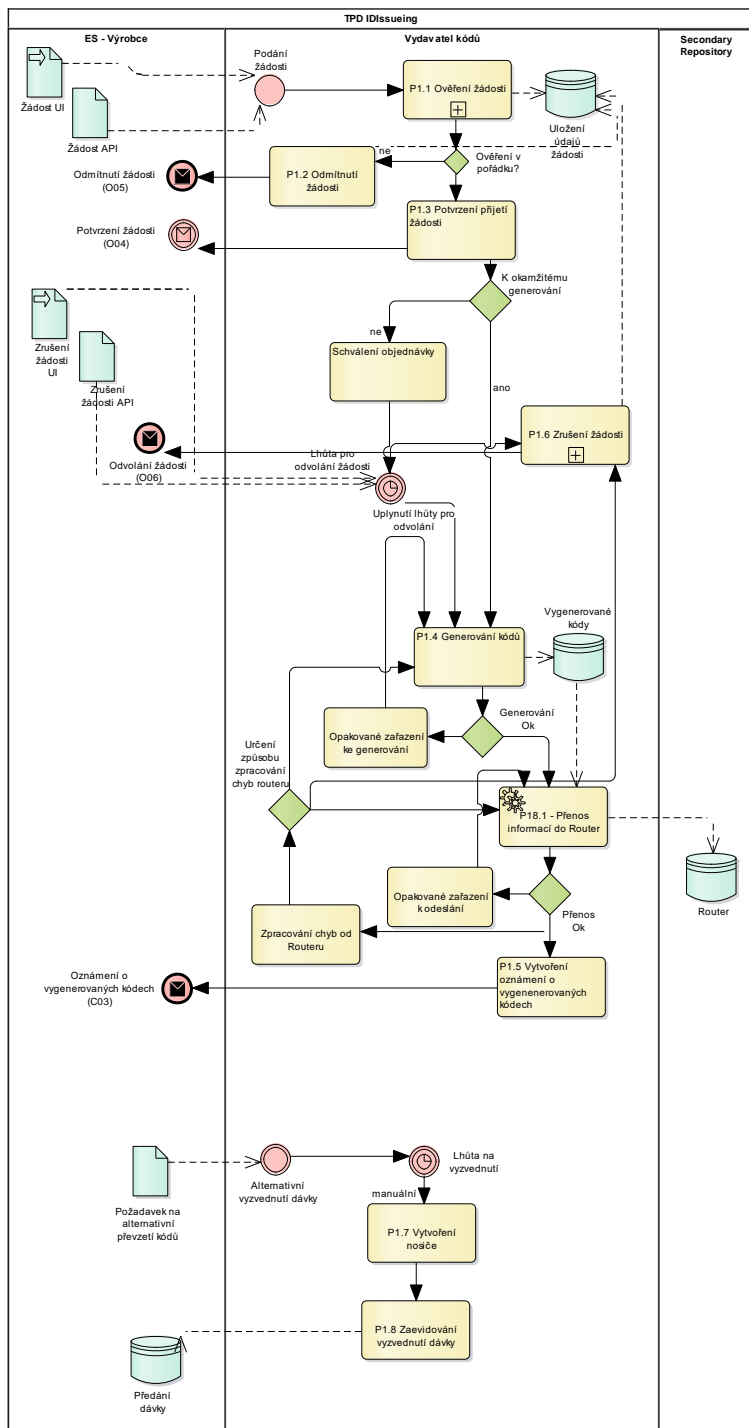 TPD IDIssueing
ES - Výrobce
Vydavatel kódů
Secondary
Repository
Podání
žádosti
Žádost UI
Žádost API
P1.1 Ověření žádosti
Uložení
údajů
žádosti
ne
Ověření v
pořádku?
P1.2 Odmítnutí
žádosti
Odmítnutí žádosti
(O05)
P1.3 Potvrzení přijetí
žádosti
Potvrzení žádosti
(O04)
K okamžitému
generování
Zrušení
žádosti
UI
Zrušení
žádosti API
ne
Schválení objednávky
ano
P1.6 Zrušení žádosti
Odvolání žádosti
(O06)
Lhůta pro
odvolání žádosti
Uplynutí lhůty pro
odvolání
P1.4 Generování kódů
Vygenerované
kódy
Generování
Ok
Opakované zařazení
ke generování
Určení
způsobu
zpracování
chyb routeru
P18.1 - Přenos
informací do Router
Router
Opakované zařazení
k odeslání
Přenos
Ok
Zpracování chyb od
Routeru
P1.5 Vytvoření
oznámení o
vygenenerovaných
kódech
Oznámení o
vygenerovaných kódech
(C03)
Požadavek na
alternativní
převzetí kódů
Alternativní
vyzvednutí dávky
Lhůta na
vyzvednutí
manuální
P1.7 Vytvoření
nosiče
P1.8 Zaevidování
vyzvednutí dávky
Předání
dávky